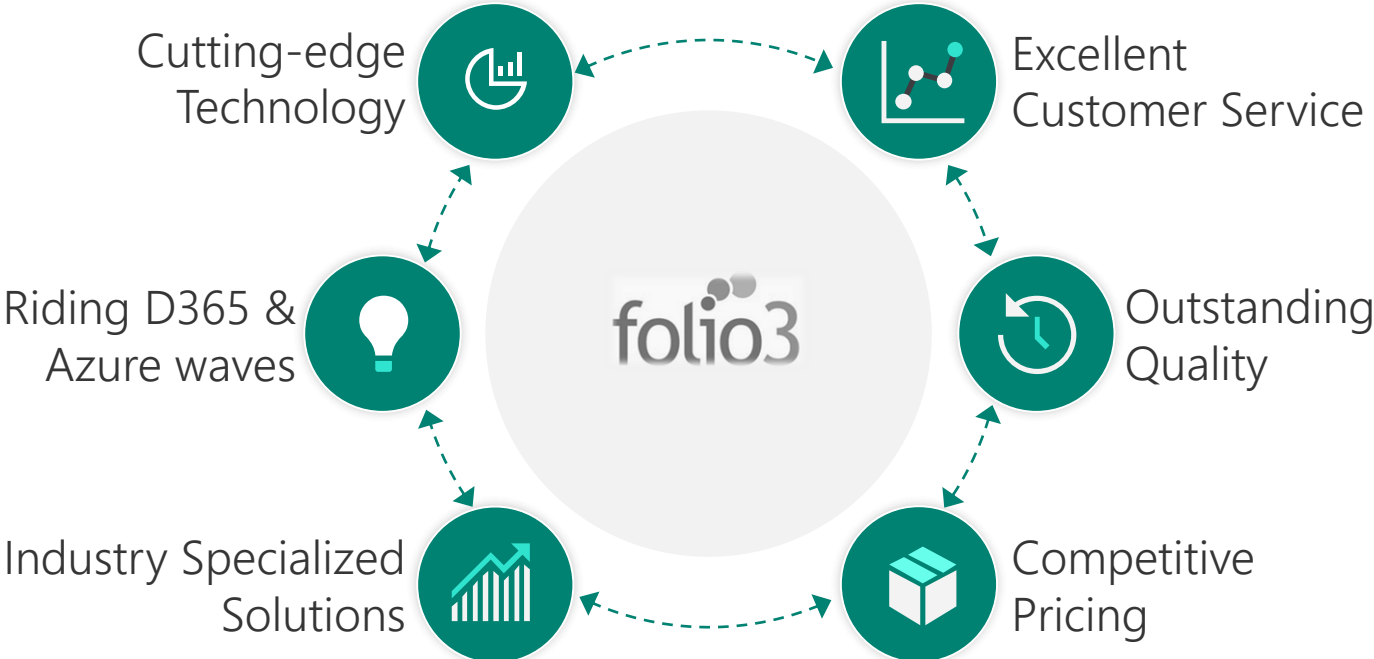 Cutting-edge
Technology
Excellent
Customer Service
Riding D365 &
Azure waves
folio3
Outstanding
Quality
Industry Specialized
Solutions
Competitive
Pricing